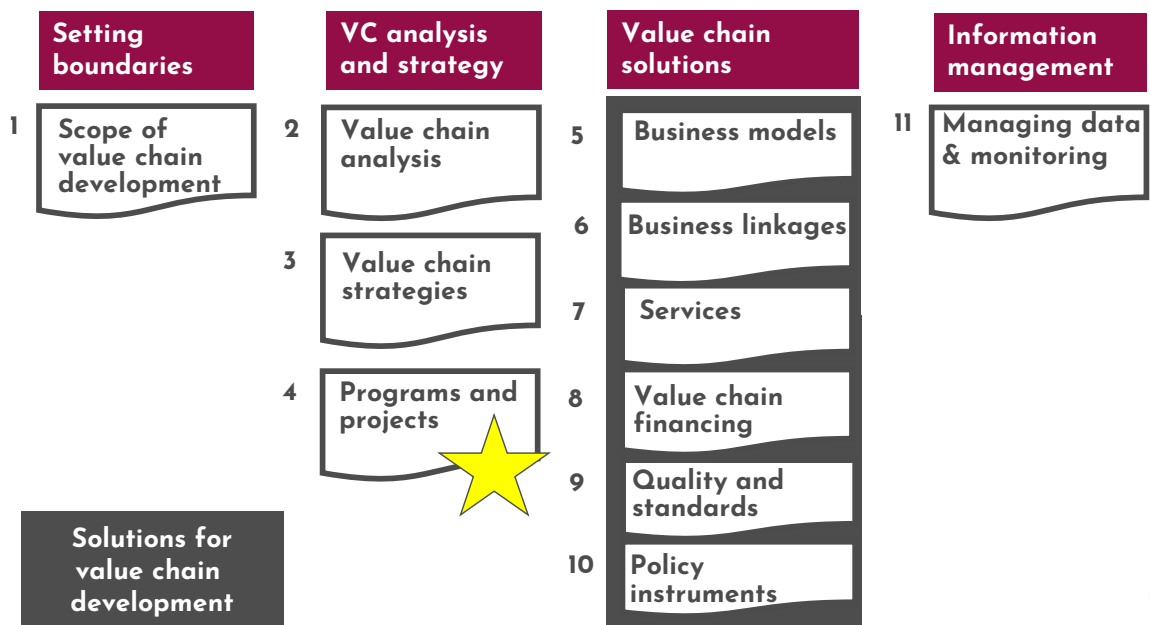 Setting
boundaries
1
Scope of
value chain
development
VC analysis
and strategy
2
Value chain
analysis
3
Value chain
strategies
4
Programs and
projects
Value chain
solutions
5
Business models
6
Business linkages
7
Services
8
Value chain
financing
9
Quality and
standards
10
Policy
instruments
Information
management
11
Managing data
& monitoring
Solutions for
value chain
development